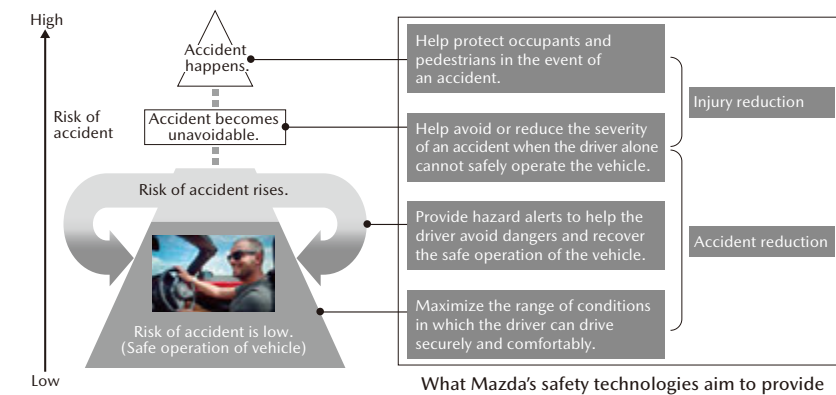 High
Accident
happens.
Risk of
accident
Accident becomes
unavoidable.
Risk of accident rises.
Risk of accident is low.
(Safe operation of vehicle)
Low
Help protect occupants and
pedestrians in the event of
an accident.
Help avoid or reduce the severity
of an accident when the driver alone
cannot safely operate the vehicle.
Provide hazard alerts to help the
driver avoid dangers and recover
the safe operation of the vehicle.
Maximize the range of conditions
in which the driver can drive
securely and comfortably.
Injury reduction
Accident reduction
What Mazda's safety technologies aim to provide